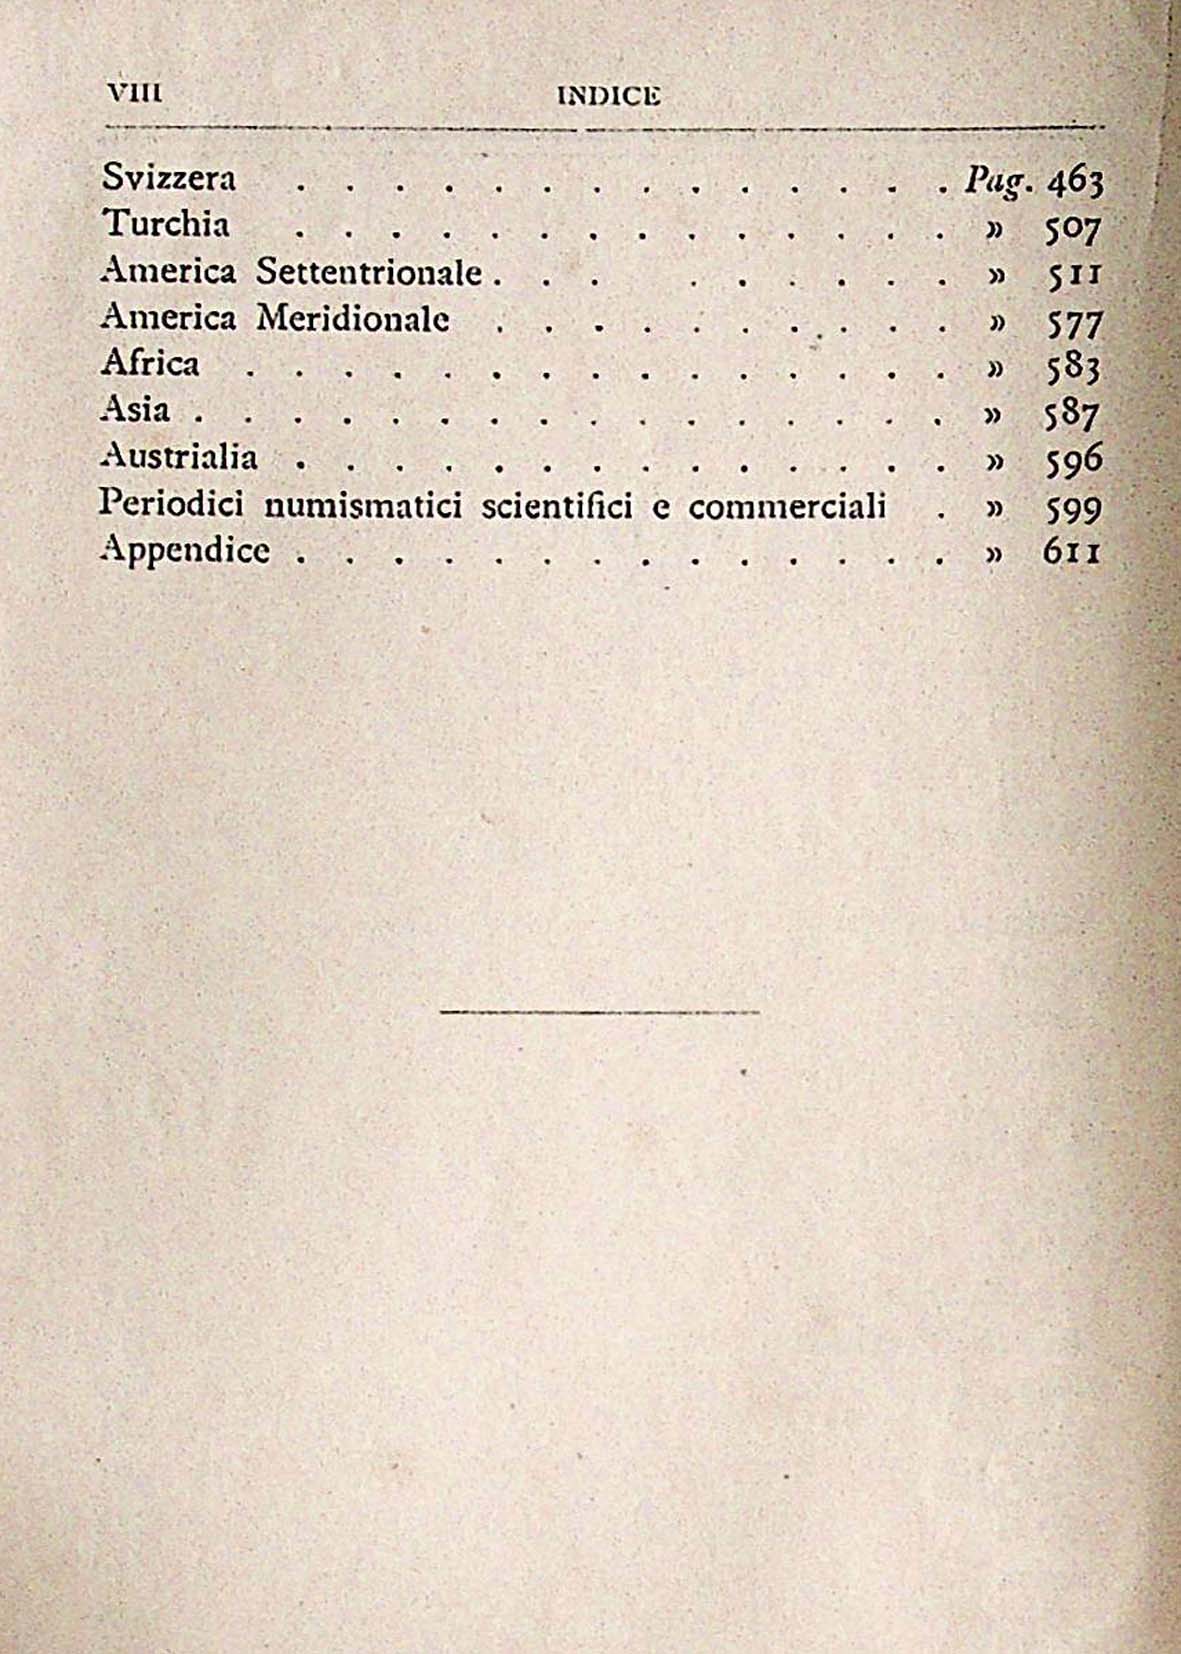 VIII INDICE
Svizzera . . . . . . . . . . . . . . Pag. 463
Turchia . . . . . . . . . . . . . . » 507
America Settentrionale . . . . . . . . . » 511
America Meridionale . . . . . . . . . . » 577
Africa . . . . . . . . . . . . . . . » 583
Asia . . . . . . . . . . . . . . . . » 587
Austrialia . . . . . . . . . . . . . . » 596
Periodici numismatici scientifici e commerciali . » 599
Appendice . . . . . . . . . . . . . . » 611